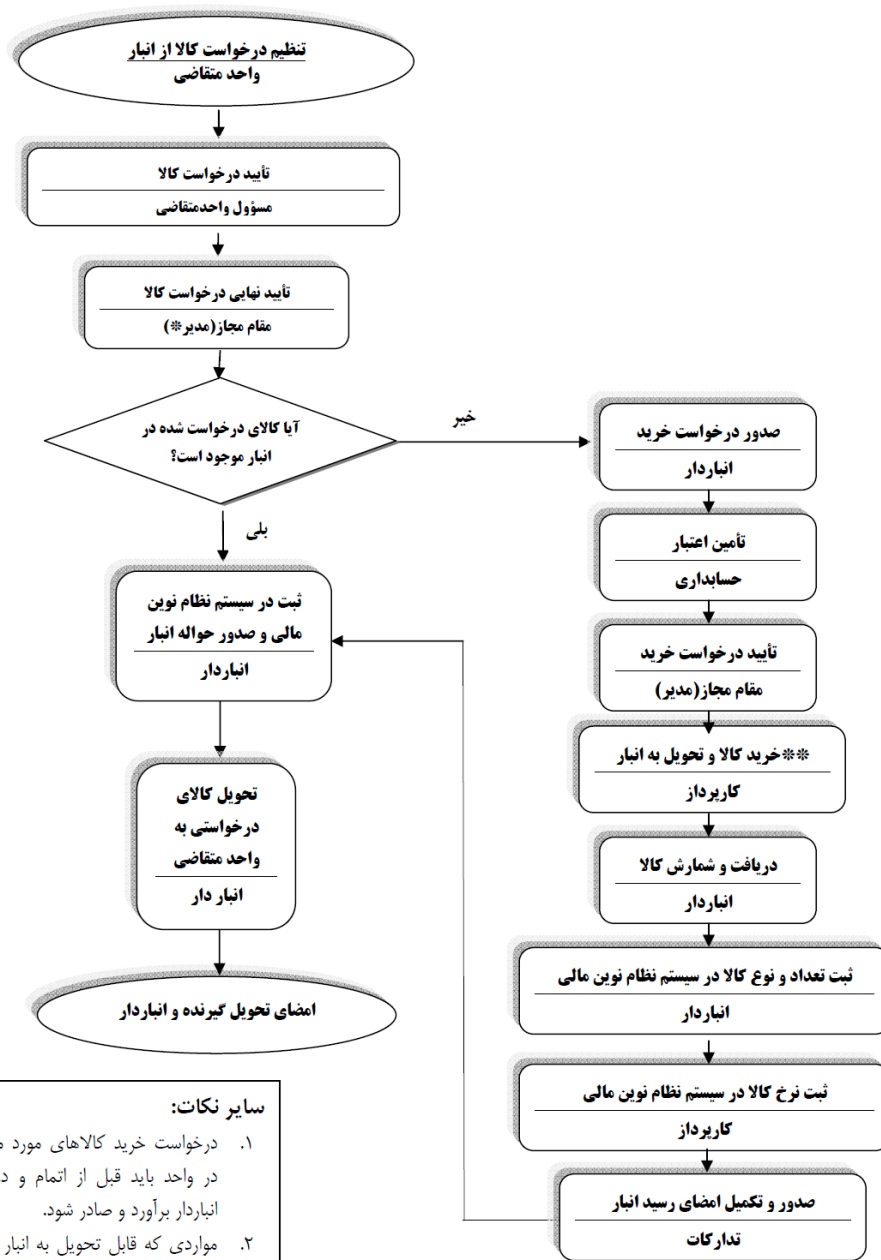 تنظیم درخواست کالا از انبار
واحد متقاضی
تأیید درخواست کالا
مسؤول واحدمتقاضی
تأیید نهایی درخواست کالا
مقام مجاز(مدیر*)
آیا کالای درخواست شده در
انبار موجود است؟
خیر
بلی
صدور درخواست خرید
انباردار
تأمین اعتبار
حسابداری
تأیید درخواست خرید
مقام مجاز(مدیر)
**خرید کالا و تحویل به انبار
کارپرداز
دریافت و شمارش کالا
انباردار
ثبت تعداد و نوع کالا در سیستم نظام نوین مالی
انباردار
ثبت نرخ کالا در سیستم نظام نوین مالی
کارپرداز
صدور و تکمیل امضای رسید انبار
تدارکات
ثبت در سیستم نظام نوین
مالی و صدور حواله انبار
انباردار
تحویل کالای
درخواستی به
واحد متقاضی
انبار دار
امضای تحویل گیرنده و انباردار
سایر نکات:
۱. درخواست خرید کالاهای مورد
در واحد باید قبل از اتمام و
انباردار برآورد و صادر شود.
۲. مواردی که قابل تحویل به انبار